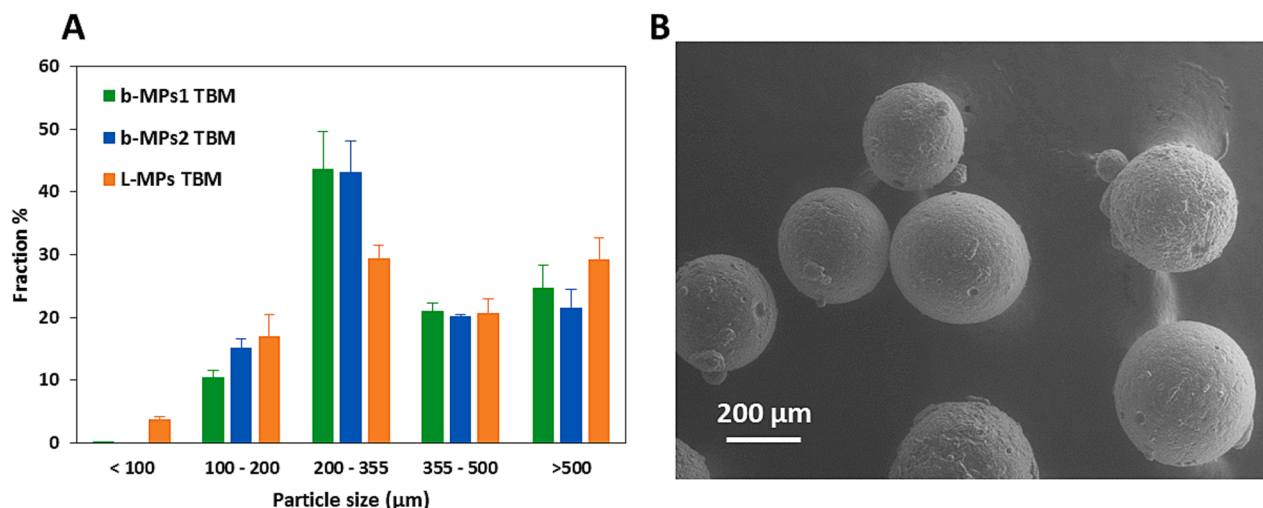 A
B
60
50
40
30
20
10
0
Fraction %
b-MPs1 TBM
b-MPs2 TBM
L-MPs TBM
< 100
100 - 200
200 - 355
355 - 500
>500
Particle size (µm)
200 µm